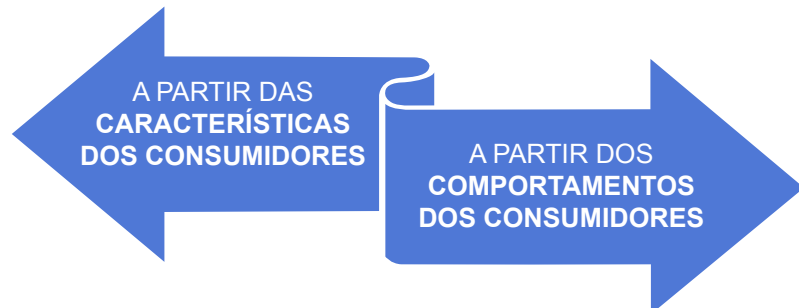 A PARTIR DAS
CARACTERÍSTICAS
DOS CONSUMIDORES
A PARTIR DOS
COMPORTAMENTOS
DOS CONSUMIDORES